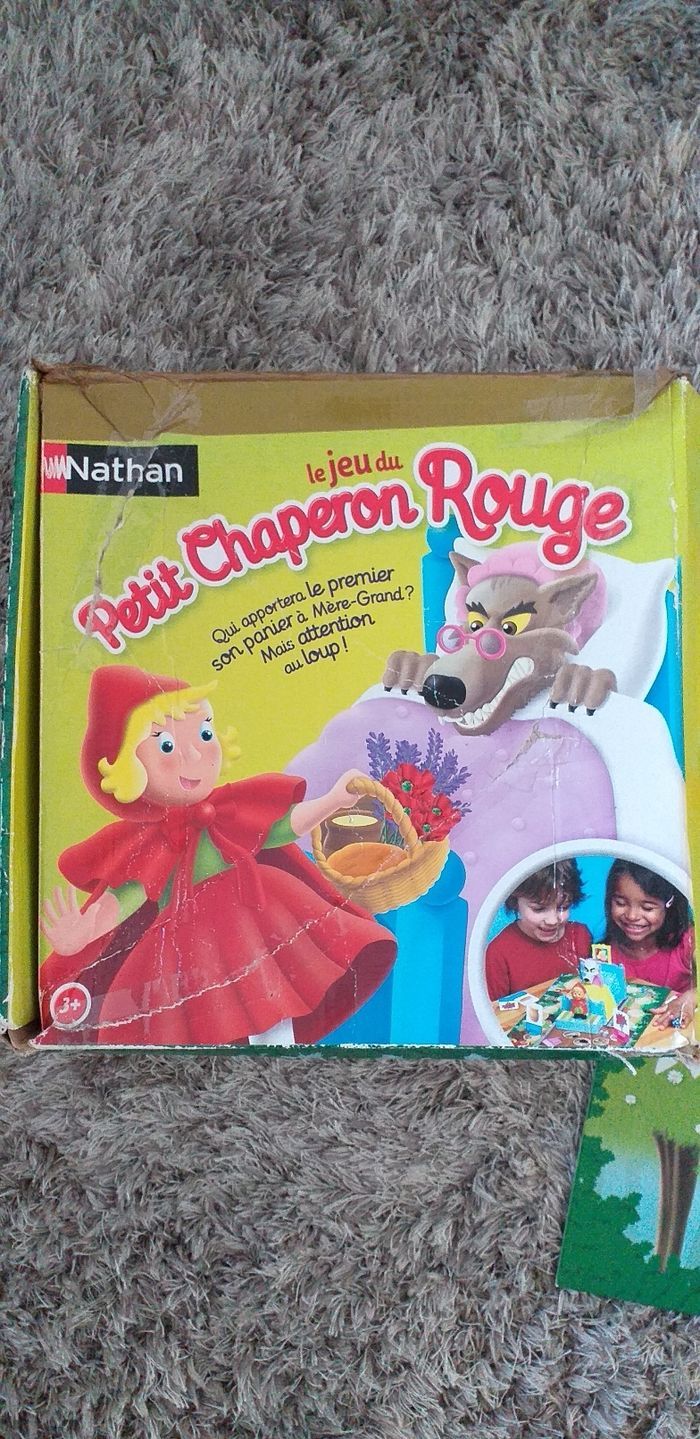 Nathan
le jeu du
Petit Chaperon Rouge
Qui apportera le premier
son panier à Mère-Grand?
Mais attention
au loup!
3+